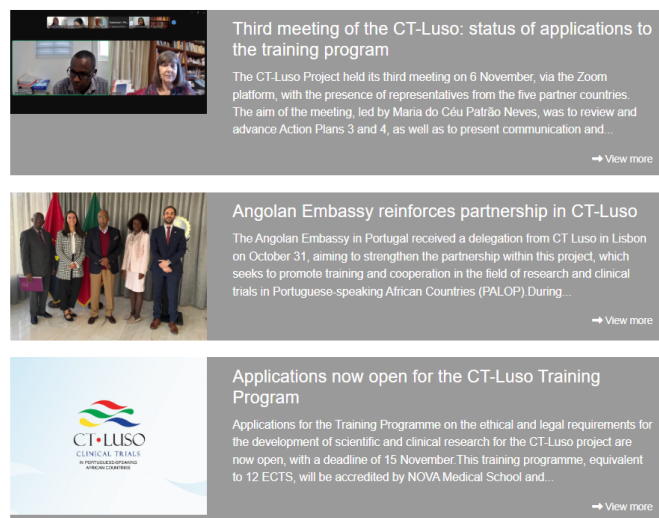 Third meeting of the CT-Luso: status of applications to
the training program
The CT-Luso Project held its third meeting on 6 November, via the Zoom
platform, with the presence of representatives from the five partner countries.
The aim of the meeting, led by Maria do Céu Patrão Neves, was to review and
advance Action Plans 3 and 4, as well as to present communication and...
View more
Angolan Embassy reinforces partnership in CT-Luso
The Angolan Embassy in Portugal received a delegation from CT Luso in Lisbon
on October 31, aiming to strengthen the partnership within this project, which
seeks to promote training and cooperation in the field of research and clinical
trials in Portuguese-speaking African Countries (PALOP).During...
View more
CT•LUSO
CLINICAL TRIALS
IN PORTUGUESE-SPEAKING
AFRICAN COUNTRIES
Applications now open for the CT-Luso Training
Program
Applications for the Training Programme on the ethical and legal requirements for
the development of scientific and clinical research for the CT-Luso project are
now open, with a deadline of 15 November.This training programme, equivalent
to 12 ECTS, will be accredited by NOVA Medical School and...
View more